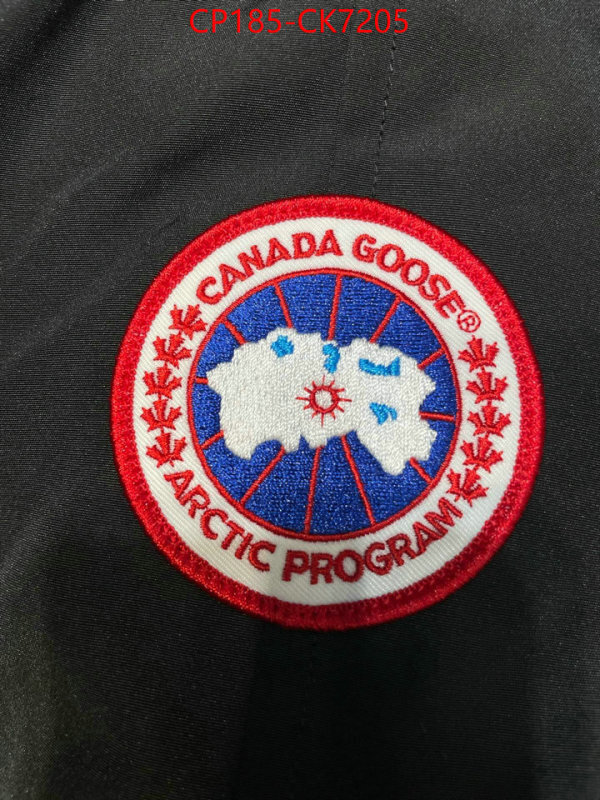 CP185-CK7205
CANADA GOOSE®
ARCTIC PROGRAM